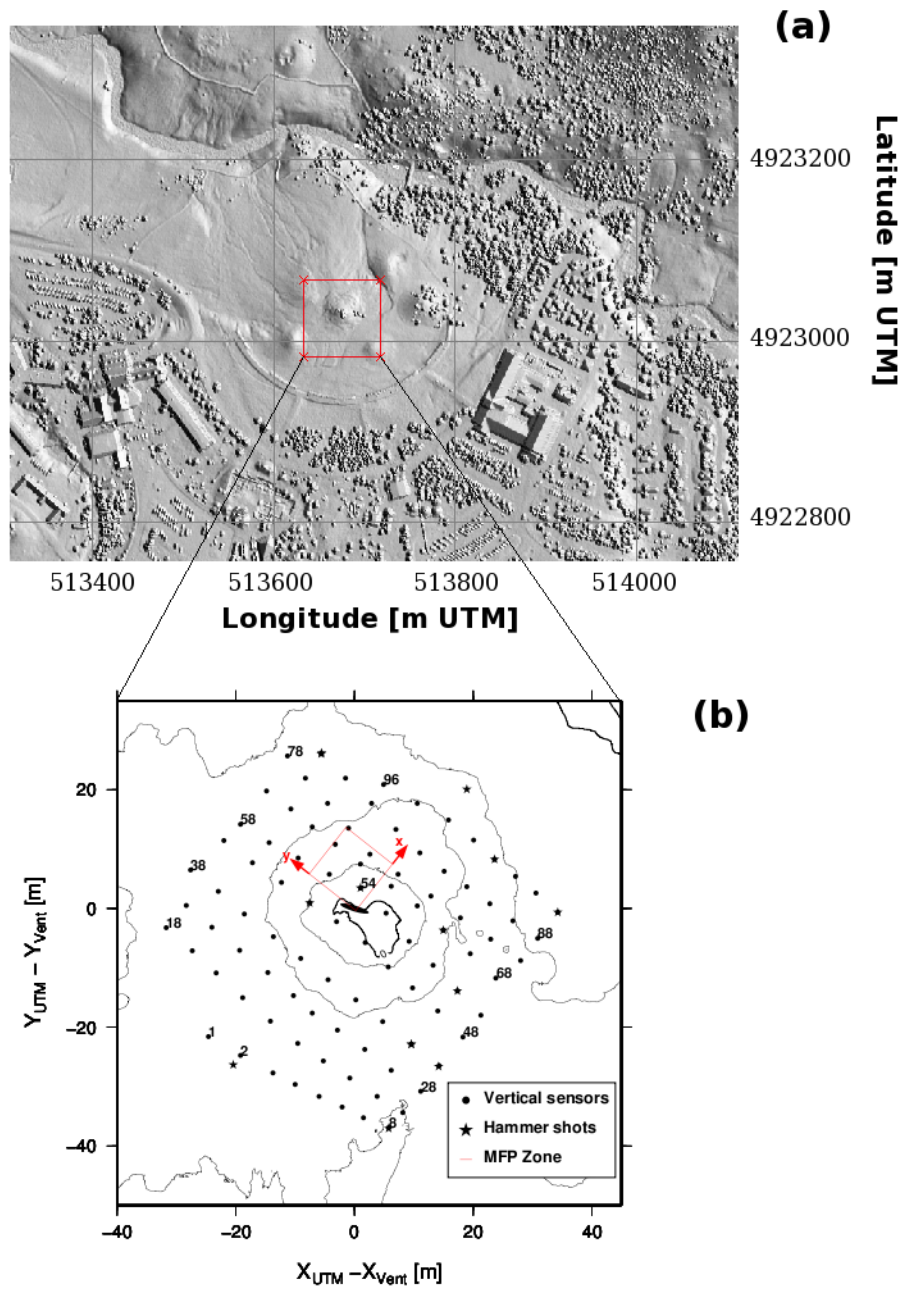 (a)
4923200
4923000
4922800
Latitude [m UTM]
513400 513600 513800 514000
Longitude [m UTM]
(b)
78
96
58
38
18
54
88
68
48
28
8
1
2
y
x
20
0
−20
−40
Y_UTM − Y_Vent [m]
Vertical sensors
Hammer shots
MFP Zone
−40 −20 0 20 40
X_UTM − X_Vent [m]